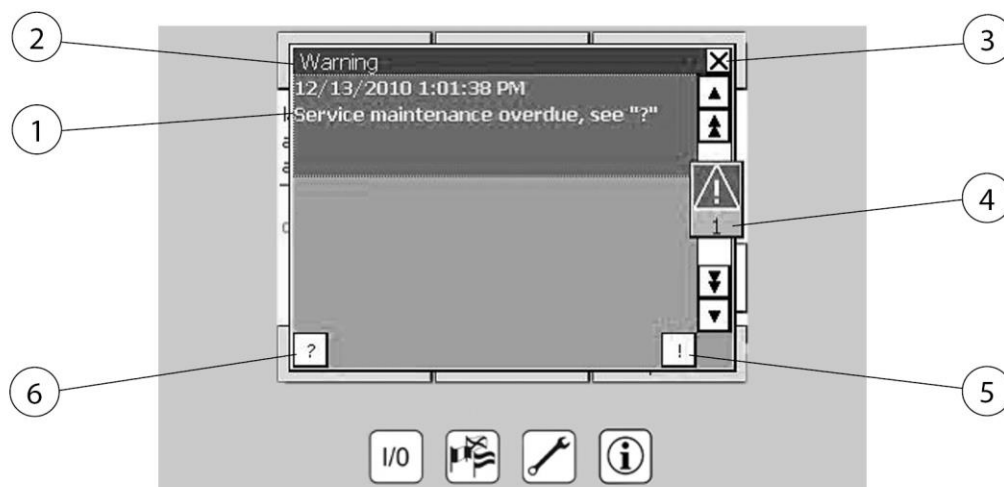 2
3
Warning
12/13/2010 1:01:38 PM
Service maintenance overdue, see "?"
1
4
1
?
!
6
5
I/0